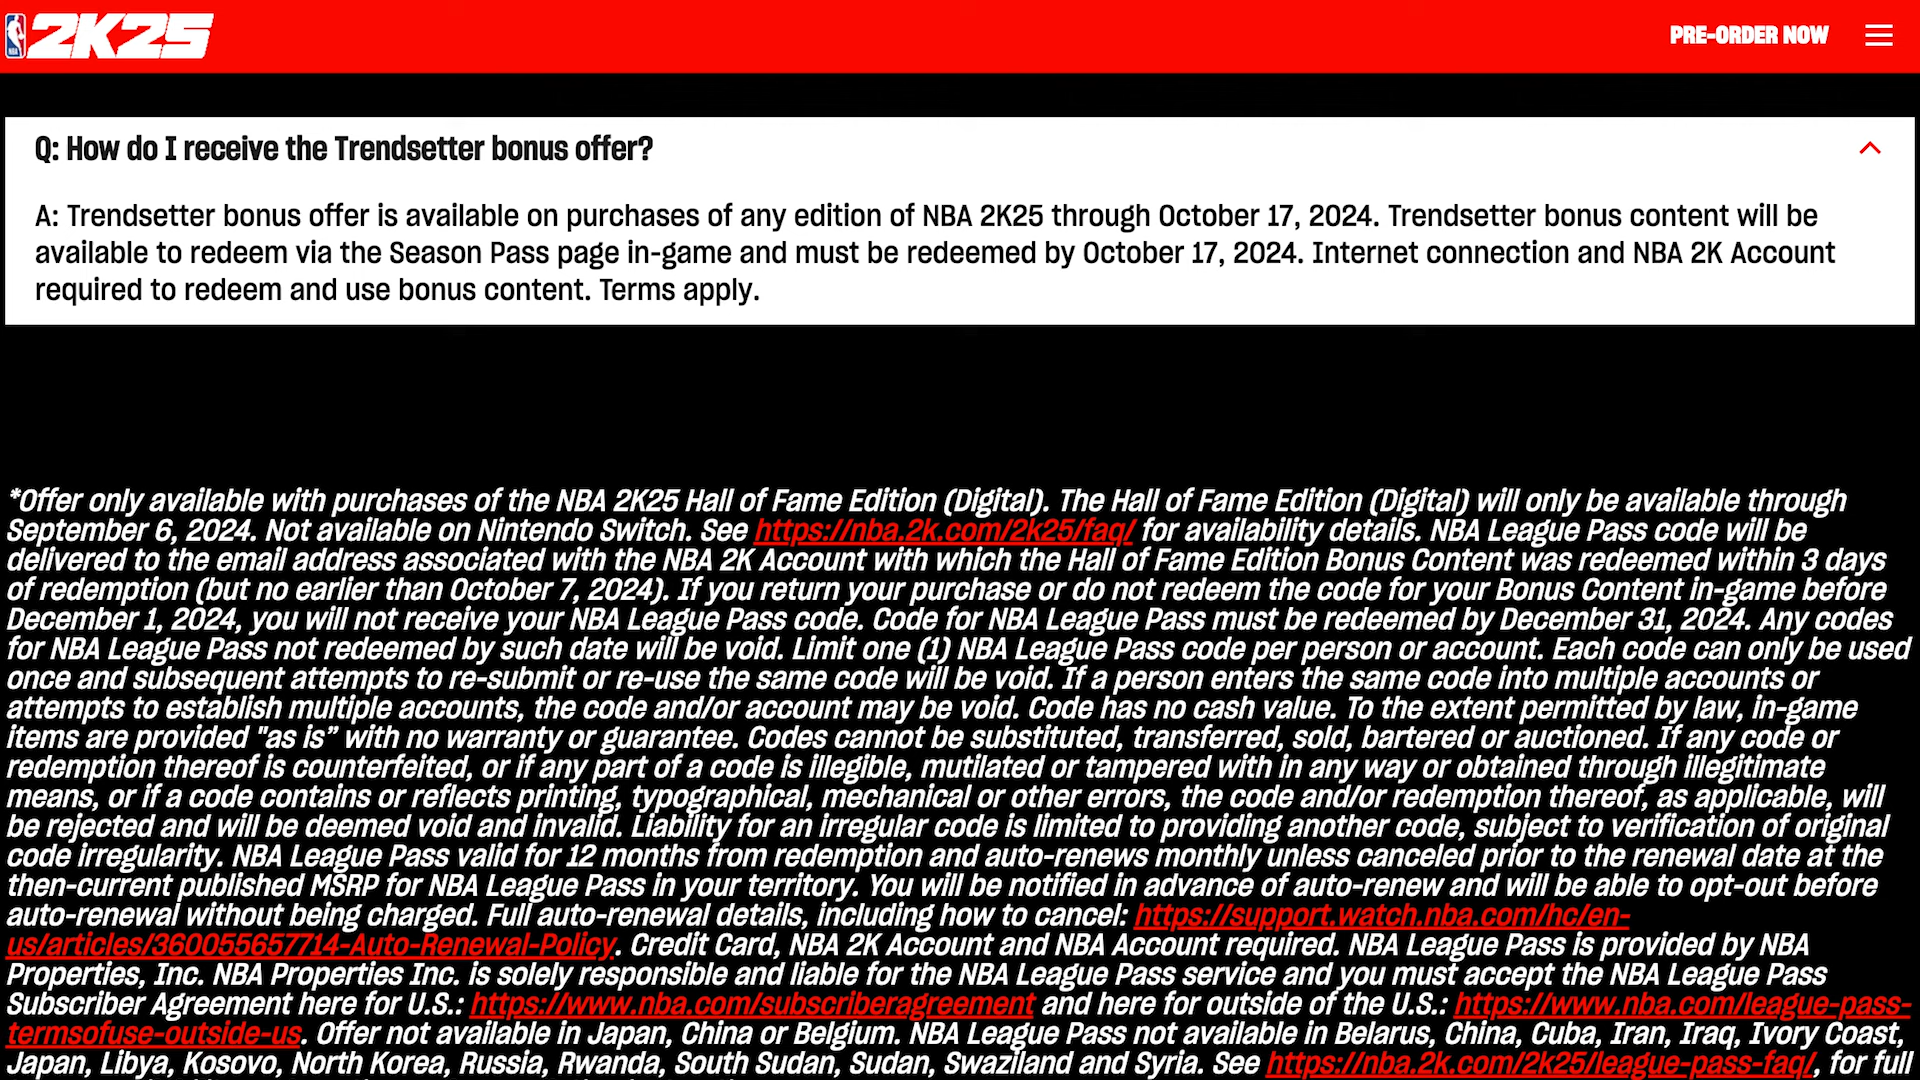 NBA 2K25
PRE-ORDER NOW
Q: How do I receive the Trendsetter bonus offer?
A: Trendsetter bonus offer is available on purchases of any edition of NBA 2K25 through October 17, 2024. Trendsetter bonus content will be
available to redeem via the Season Pass page in-game and must be redeemed by October 17, 2024. Internet connection and NBA 2K Account
required to redeem and use bonus content. Terms apply.
*Offer only available with purchases of the NBA 2K25 Hall of Fame Edition (Digital). The Hall of Fame Edition (Digital) will only be available through
September 6, 2024. Not available on Nintendo Switch. See https://nba.2k.com/2k25/faq/ for availability details. NBA League Pass code will be
delivered to the email address associated with the NBA 2K Account with which the Hall of Fame Edition Bonus Content was redeemed within 3 days
of redemption (but no earlier than October 7, 2024). If you return your purchase or do not redeem the code for your Bonus Content in-game before
December 1, 2024, you will not receive your NBA League Pass code. Code for NBA League Pass must be redeemed by December 31, 2024. Any codes
for NBA League Pass not redeemed by such date will be void. Limit one (1) NBA League Pass code per person or account. Each code can only be used
once and subsequent attempts to re-submit or re-use the same code will be void. If a person enters the same code into multiple accounts or
attempts to establish multiple accounts, the code and/or account may be void. Code has no cash value. To the extent permitted by law, in-game
items are provided "as is” with no warranty or guarantee. Codes cannot be substituted, transferred, sold, bartered or auctioned. If any code or
redemption thereof is counterfeited, or if any part of a code is illegible, mutilated or tampered with in any way or obtained through illegitimate
means, or if a code contains or reflects printing, typographical, mechanical or other errors, the code and/or redemption thereof, as applicable, will
be rejected and will be deemed void and invalid. Liability for an irregular code is limited to providing another code, subject to verification of original
code irregularity. NBA League Pass valid for 12 months from redemption and auto-renews monthly unless canceled prior to the renewal date at the
then-current published MSRP for NBA League Pass in your territory. You will be notified in advance of auto-renew and will be able to opt-out before
auto-renewal without being charged. Full auto-renewal details, including how to cancel: https://support.watch.nba.com/hc/en-
us/articles/360055657714-Auto-Renewal-Policy. Credit Card, NBA 2K Account and NBA Account required. NBA League Pass is provided by NBA
Properties, Inc. NBA Properties Inc. is solely responsible and liable for the NBA League Pass service and you must accept the NBA League Pass
Subscriber Agreement here for U.S.: https://www.nba.com/subscriberagreement and here for outside of the U.S.: https://www.nba.com/league-pass-
termsofuse-outside-us. Offer not available in Japan, China or Belgium. NBA League Pass not available in Belarus, China, Cuba, Iran, Iraq, Ivory Coast,
Japan, Libya, Kosovo, North Korea, Russia, Rwanda, South Sudan, Sudan, Swaziland and Syria. See https://nba.2k.com/2k25/league-pass-faq/, for full